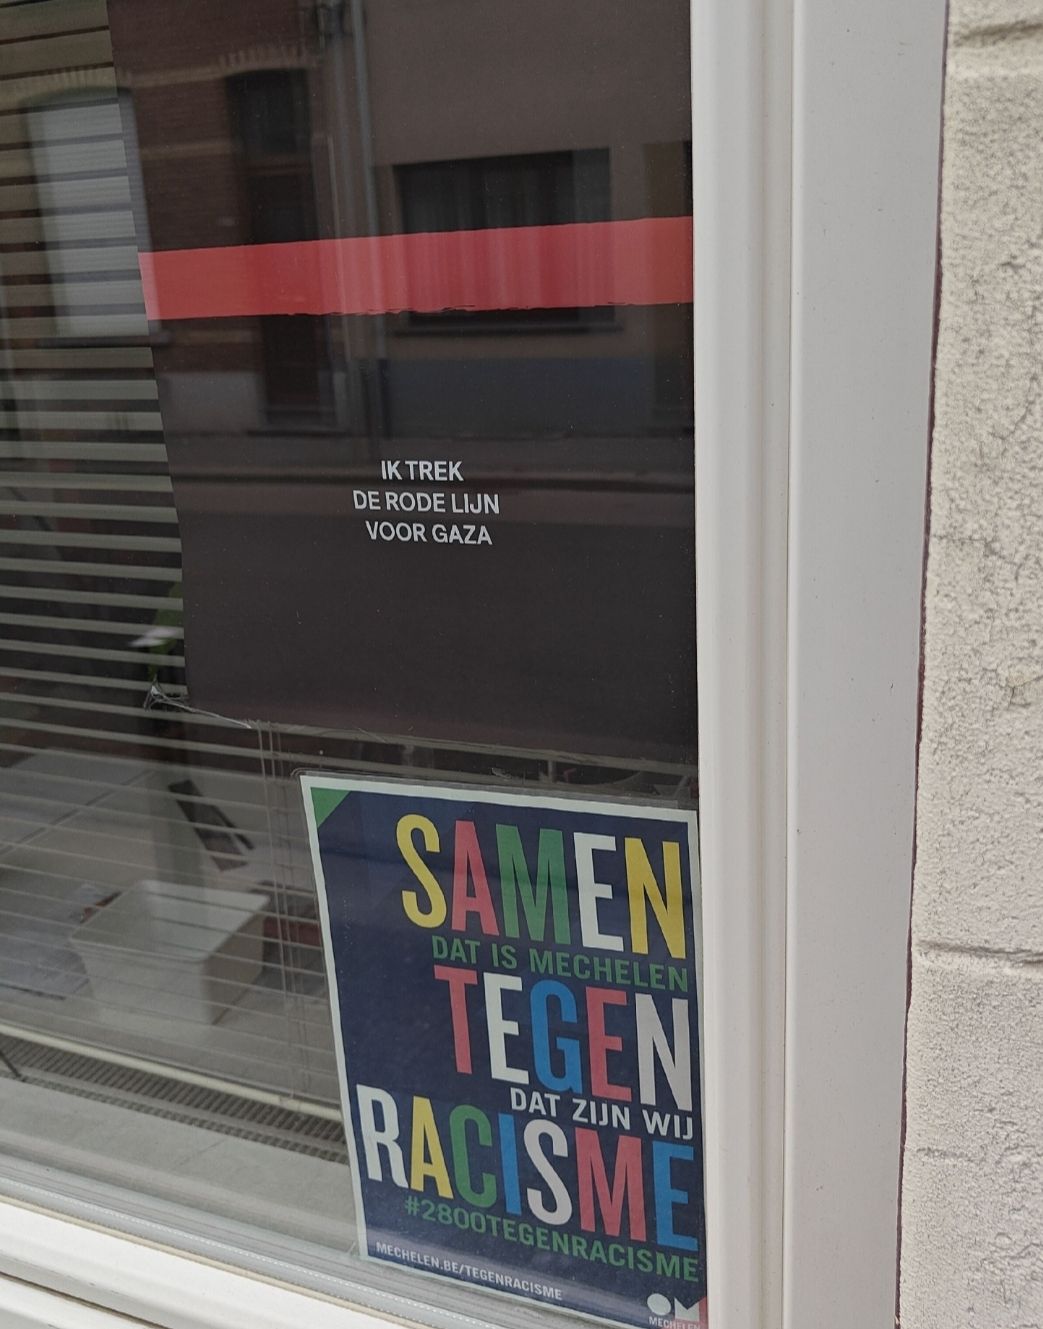 IK TREK
DE RODE LIJN
VOOR GAZA
SAMEN
DAT IS MECHELEN
TEGEN
DAT ZIJN WIJ
RACISME
#2800TEGENRACISME
MECHELEN.BE/TEGENRACISME
MECHELEN